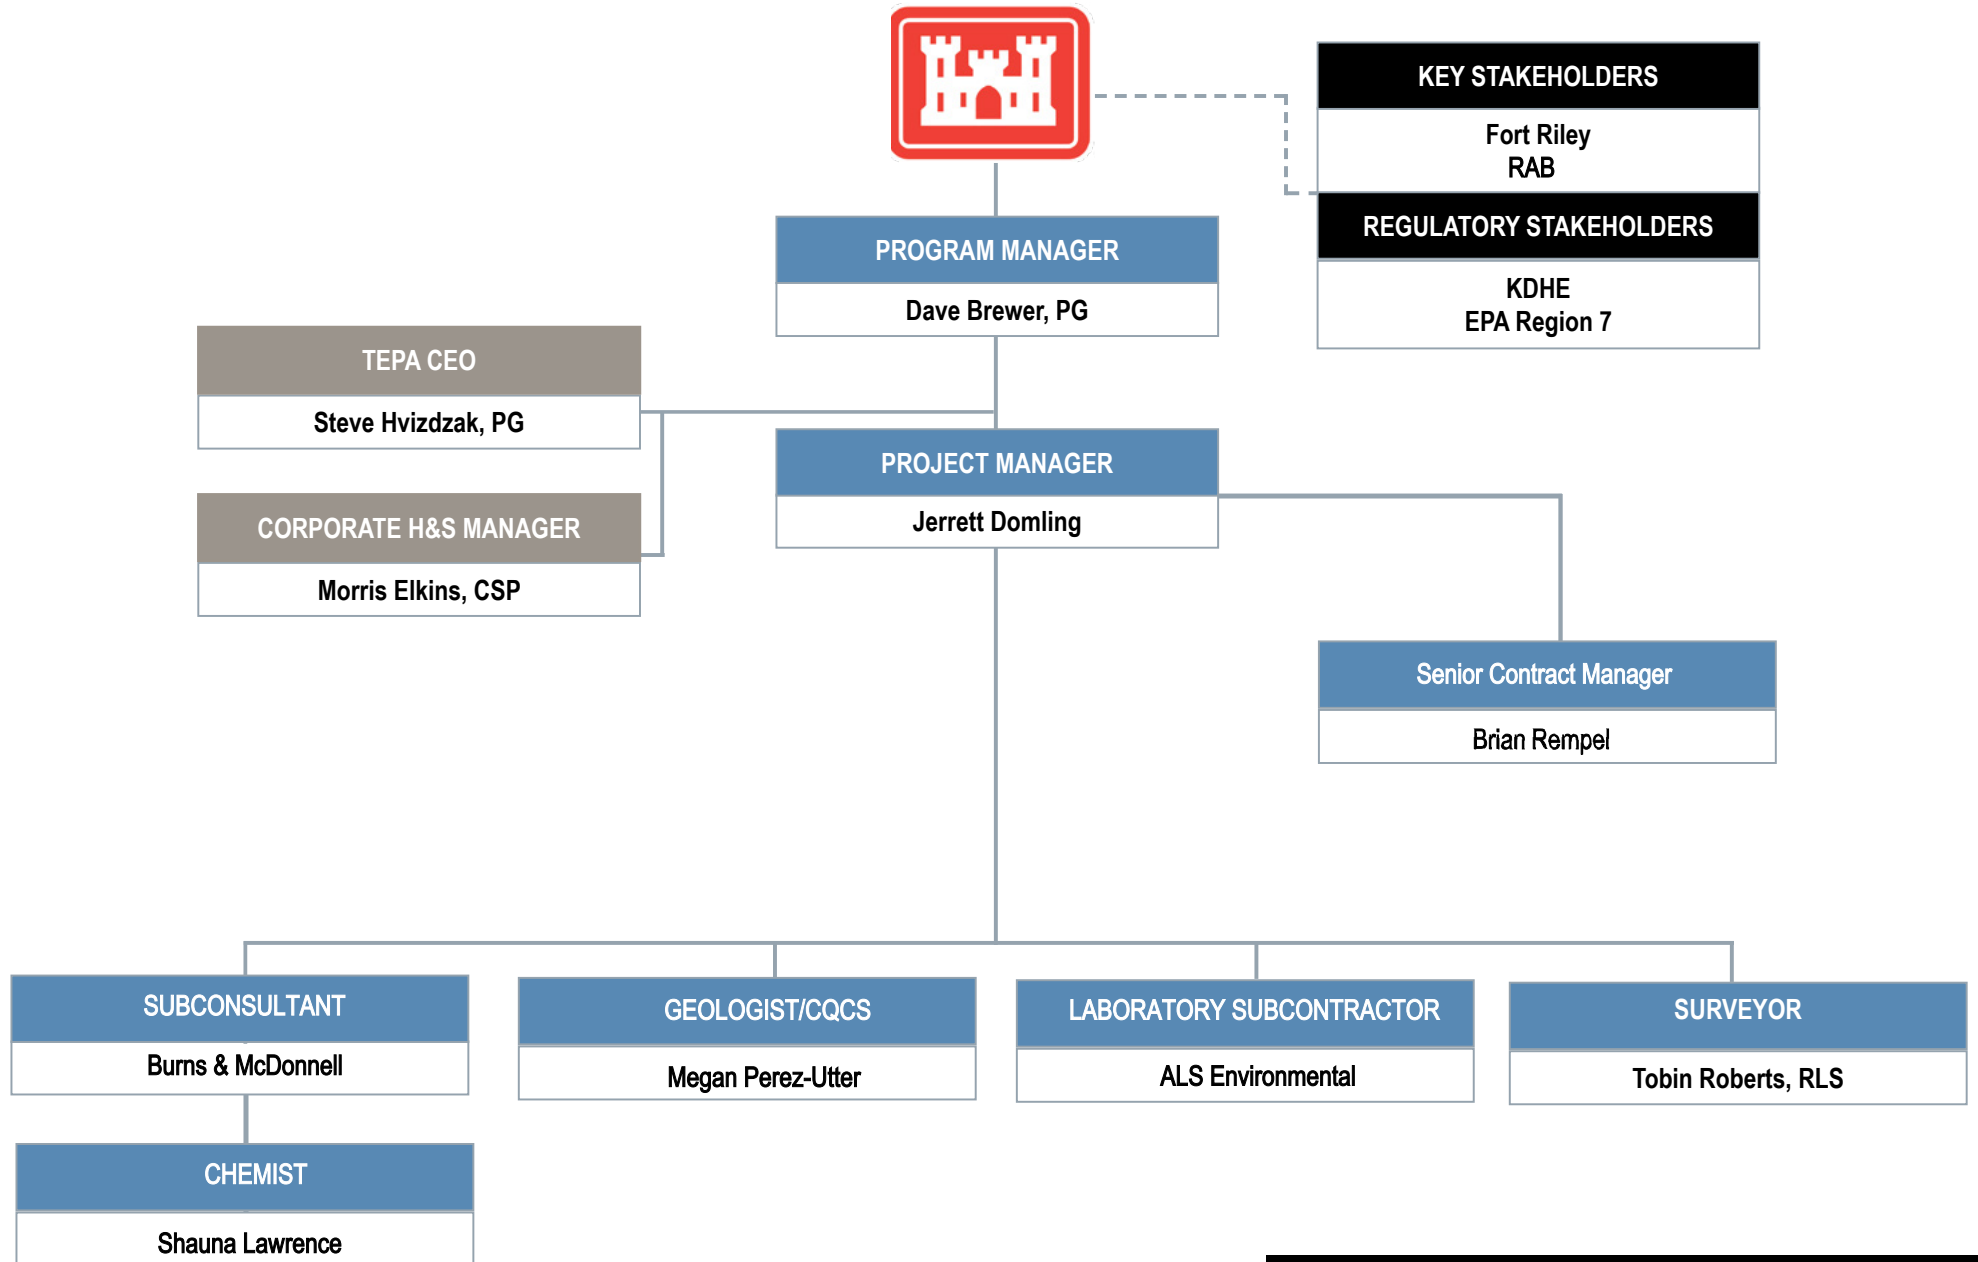 KEY STAKEHOLDERS
Fort Riley
RAB
REGULATORY STAKEHOLDERS
KDHE
EPA Region 7
PROGRAM MANAGER
Dave Brewer, PG
TEPA CEO
Steve Hvizdzak, PG
PROJECT MANAGER
Jerrett Domling
CORPORATE H&S MANAGER
Morris Elkins, CSP
Senior Contract Manager
Brian Rempel
SUBCONSULTANT
Burns & McDonnell
GEOLOGIST/CQCS
Megan Perez-Utter
LABORATORY SUBCONTRACTOR
ALS Environmental
SURVEYOR
Tobin Roberts, RLS
CHEMIST
Shauna Lawrence